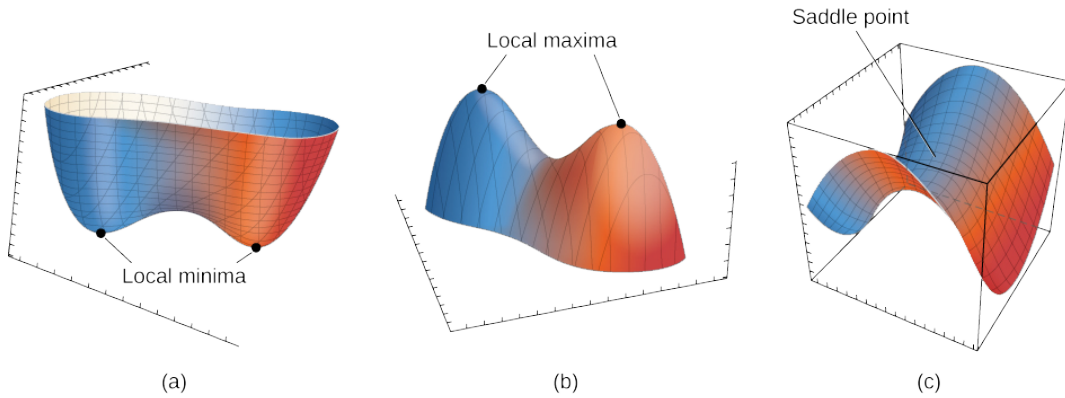 Local minima
(a)
Local maxima
(b)
Saddle point
(c)